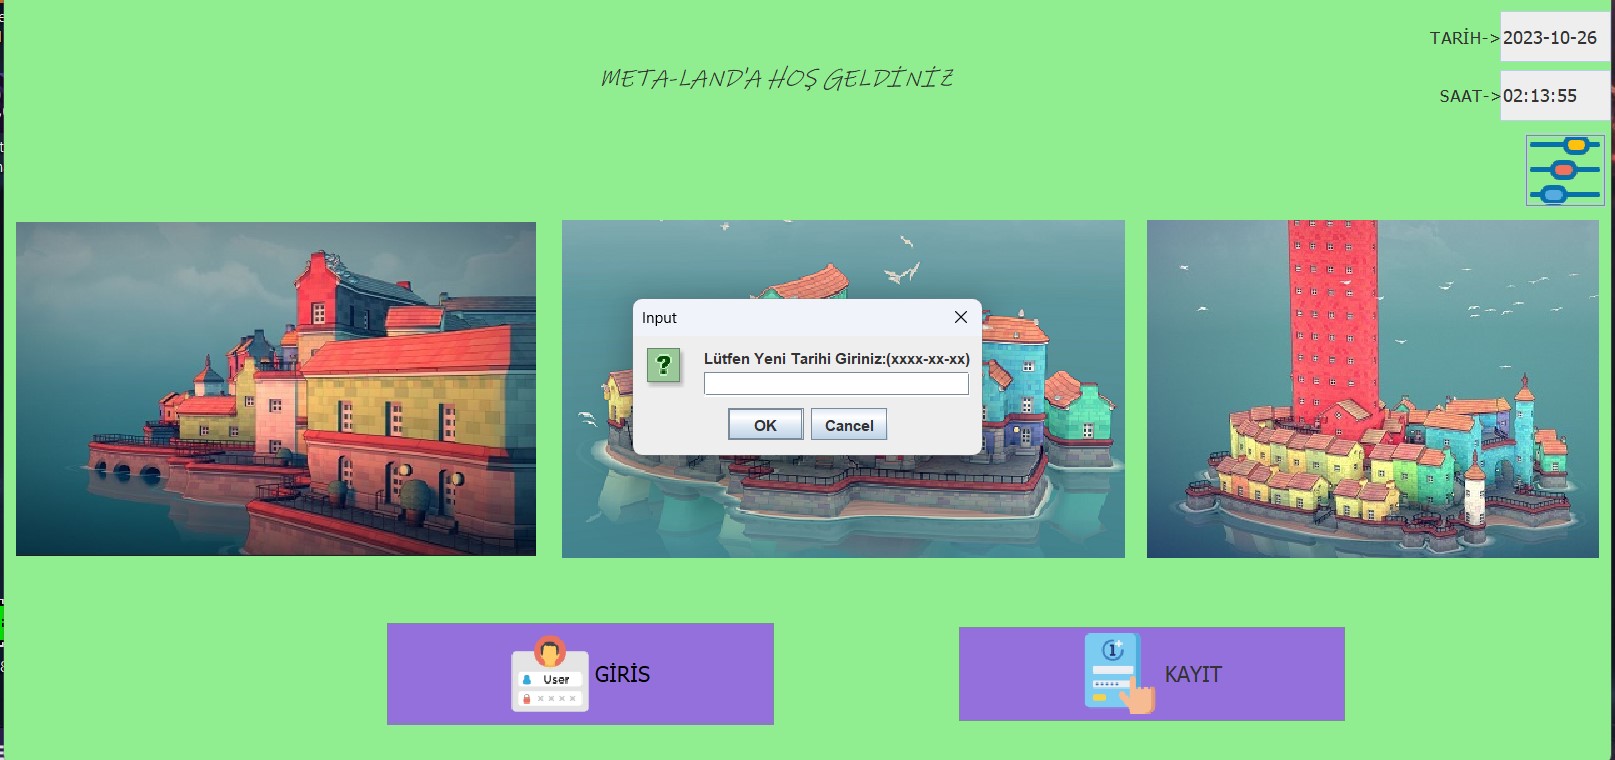 TARİH->2023-10-26
META-LAND'A HOŞ GELDİNİZ
SAAT->02:13:55
Input
Lütfen Yeni Tarihi Giriniz:(xxxx-xx-xx)
OK
Cancel
User
GİRİS
1
KAYIT